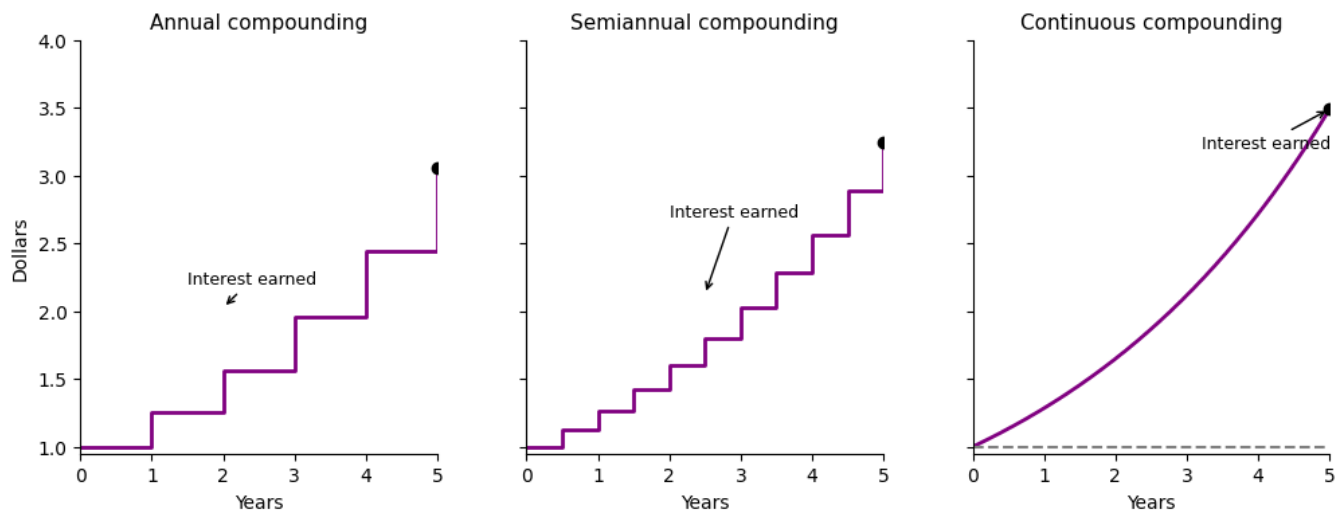 Annual compounding
4.0
3.5
3.0
2.5
2.0
1.5
1.0
Dollars
Interest earned
0 1 2 3 4 5
Years
Semiannual compounding
Interest earned
0 1 2 3 4 5
Years
Continuous compounding
Interest earned
0 1 2 3 4 5
Years